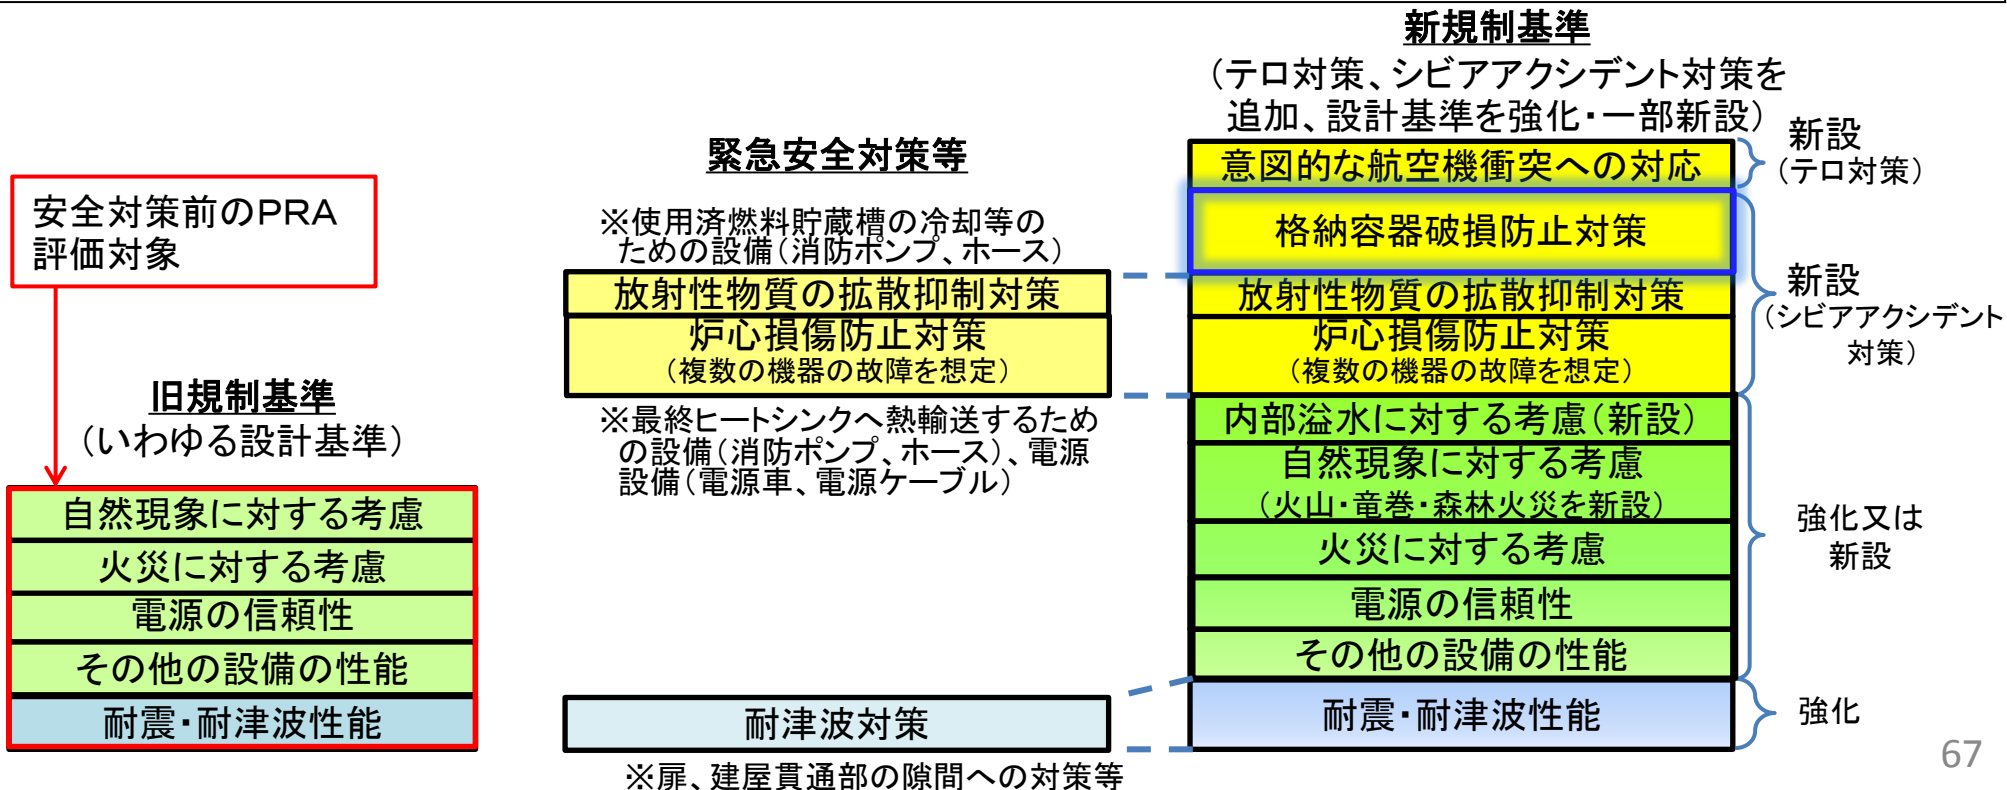 安全対策前のPRA
評価対象
旧規制基準
（いわゆる設計基準）
自然現象に対する考慮
火災に対する考慮
電源の信頼性
その他の設備の性能
耐震・耐津波性能
緊急安全対策等
※使用済燃料貯蔵槽の冷却等の
ための設備（消防ポンプ、ホース）
放射性物質の拡散抑制対策
炉心損傷防止対策
（複数の機器の故障を想定）
※最終ヒートシンクへ熱輸送するため
の設備（消防ポンプ、ホース）、電源
設備（電源車、電源ケーブル）
耐津波対策
※扉、建屋貫通部の隙間への対策等
新規制基準
（テロ対策、シビアアクシデント対策を
追加、設計基準を強化・一部新設）
意図的な航空機衝突への対応
格納容器破損防止対策
放射性物質の拡散抑制対策
炉心損傷防止対策
（複数の機器の故障を想定）
内部溢水に対する考慮（新設）
自然現象に対する考慮
（火山・竜巻・森林火災を新設）
火災に対する考慮
電源の信頼性
その他の設備の性能
耐震・耐津波性能
新設
（テロ対策）
新設
（シビアアクシデント
対策）
強化又は
新設
強化
67